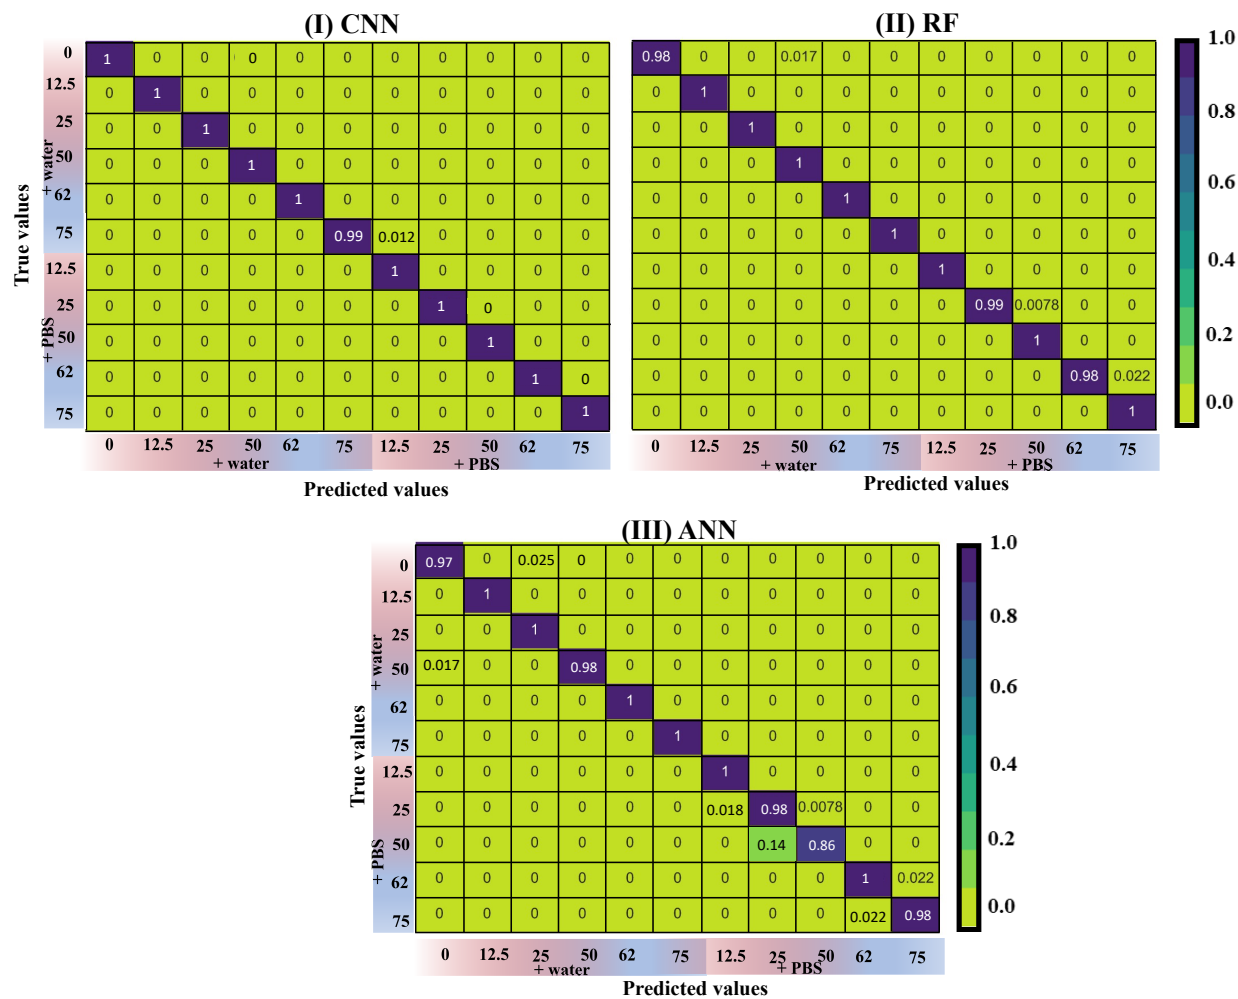 (I) CNN
0 1 0 0 0 0 0 0 0 0 0 0
12.5 0 1 0 0 0 0 0 0 0 0 0
25 0 0 1 0 0 0 0 0 0 0 0
50 0 0 0 1 0 0 0 0 0 0 0
62 0 0 0 0 1 0 0 0 0 0 0
75 0 0 0 0 0 0.99 0.012 0 0 0 0
12.5 0 0 0 0 0 0 1 0 0 0 0
25 0 0 0 0 0 0 0 1 0 0 0
50 0 0 0 0 0 0 0 0 1 0 0
62 0 0 0 0 0 0 0 0 0 1 0
75 0 0 0 0 0 0 0 0 0 0 1
+ water
+ PBS
True values
0 12.5 25 50 62 75 12.5 25 50 62 75
+ water + PBS
Predicted values
(II) RF
0.98 0 0 0.017 0 0 0 0 0 0 0
0 1 0 0 0 0 0 0 0 0 0
0 0 1 0 0 0 0 0 0 0 0
0 0 0 1 0 0 0 0 0 0 0
0 0 0 0 1 0 0 0 0 0 0
0 0 0 0 0 1 0 0 0 0 0
0 0 0 0 0 0 1 0 0 0 0
0 0 0 0 0 0 0 0.99 0.0078 0 0
0 0 0 0 0 0 0 0 1 0 0
0 0 0 0 0 0 0 0 0 0.98 0.022
0 0 0 0 0 0 0 0 0 0 1
0 12.5 25 50 62 75 12.5 25 50 62 75
+ water + PBS
Predicted values
1.0
0.8
0.6
0.4
0.2
0.0
(III) ANN
0 0.97 0 0.025 0 0 0 0 0 0 0 0
12.5 0 1 0 0 0 0 0 0 0 0 0
25 0 0 1 0 0 0 0 0 0 0 0
50 0.017 0 0 0.98 0 0 0 0 0 0 0
62 0 0 0 0 1 0 0 0 0 0 0
75 0 0 0 0 0 1 0 0 0 0 0
12.5 0 0 0 0 0 0 1 0 0 0 0
25 0 0 0 0 0 0 0.018 0.98 0.0078 0 0
50 0 0 0 0 0 0 0 0.14 0.86 0 0
62 0 0 0 0 0 0 0 0 0 1 0.022
75 0 0 0 0 0 0 0 0 0 0.022 0.98
+ water
+ PBS
True values
0 12.5 25 50 62 75 12.5 25 50 62 75
+ water + PBS
Predicted values
1.0
0.8
0.6
0.4
0.2
0.0